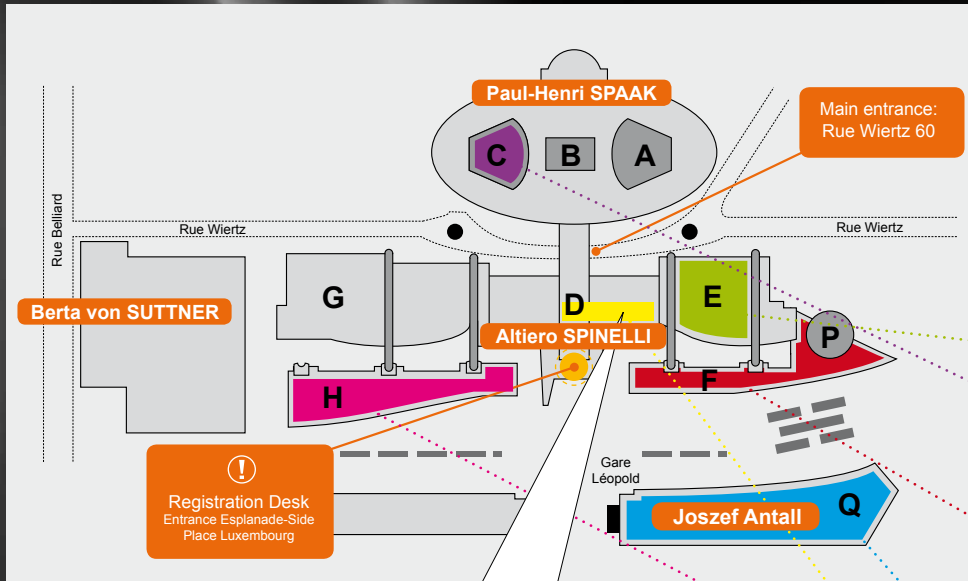 Paul-Henri SPAAK
Main entrance:
Rue Wiertz 60
C
B
A
Rue Belliard
Rue Wiertz
Rue Wiertz
Berta von SUTTNER
G
D
E
P
Altiero SPINELLI
H
F
!
Registration Desk
Entrance Esplanade-Side
Place Luxembourg
Gare
Léopold
Joszef Antall
Q